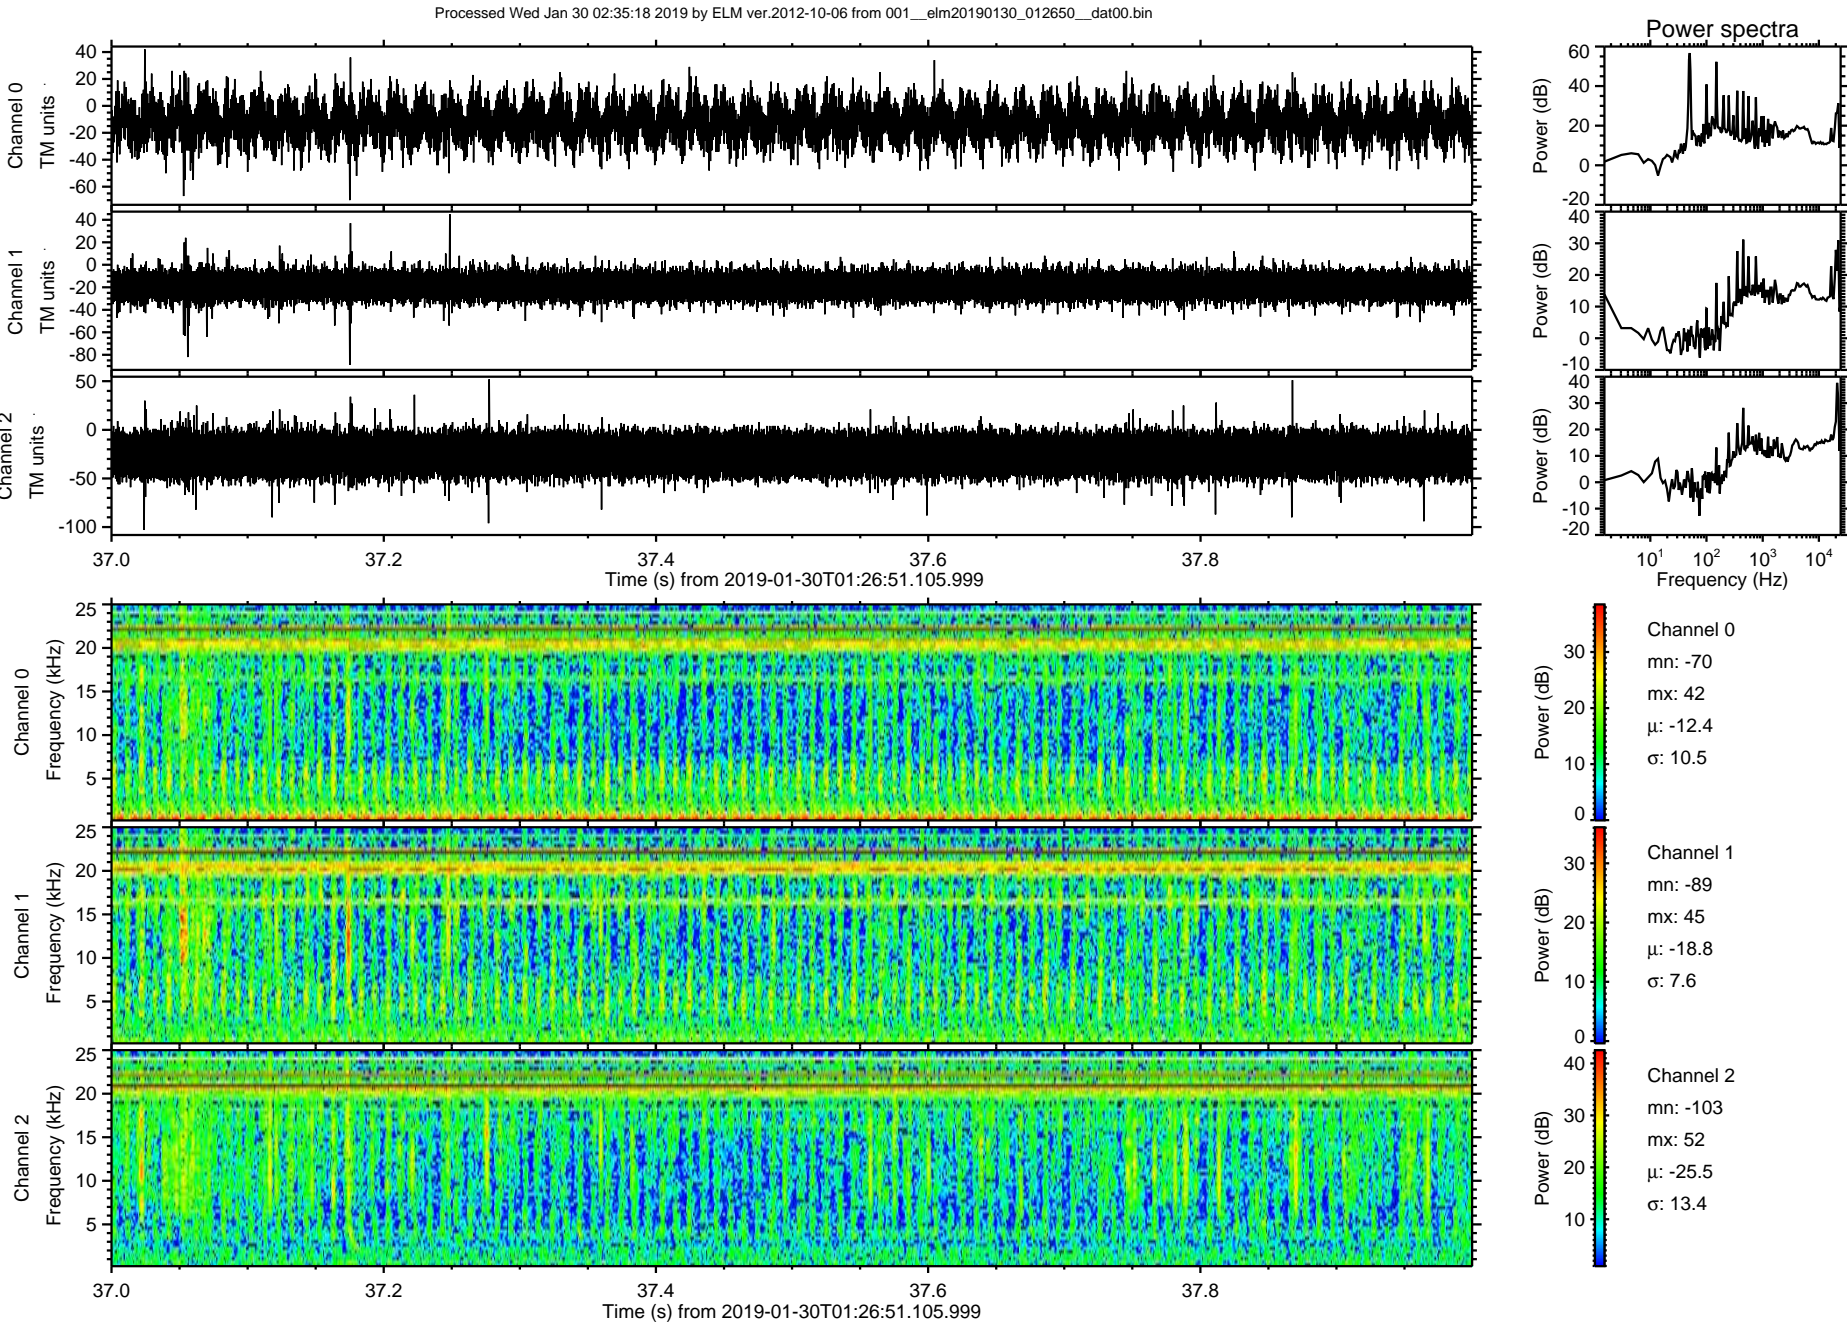 Processed Wed Jan 30 02:35:18 2019 by ELM ver.2012-10-06 from 001__elm20190130_012650__dat00.bin
Power spectra
Channel 0
TM units
40
20
0
-20
-40
-60
Power (dB)
60
40
20
0
-20
Channel 1
TM units
40
20
0
-20
-40
-60
-80
Power (dB)
40
30
20
10
0
-10
Channel 2
TM units
50
0
-50
-100
Power (dB)
40
30
20
10
0
-10
-20
37.0 37.2 37.4 37.6 37.8
Time (s) from 2019-01-30T01:26:51.105.999
10^1 10^2 10^3 10^4
Frequency (Hz)
Channel 0
Frequency (kHz)
25
20
15
10
5
Power (dB)
30
20
10
0
Channel 0
mn: -70
mx: 42
μ: -12.4
σ: 10.5
Channel 1
Frequency (kHz)
25
20
15
10
5
Power (dB)
30
20
10
0
Channel 1
mn: -89
mx: 45
μ: -18.8
σ: 7.6
Channel 2
Frequency (kHz)
25
20
15
10
5
Power (dB)
40
30
20
10
Channel 2
mn: -103
mx: 52
μ: -25.5
σ: 13.4
37.0 37.2 37.4 37.6 37.8
Time (s) from 2019-01-30T01:26:51.105.999